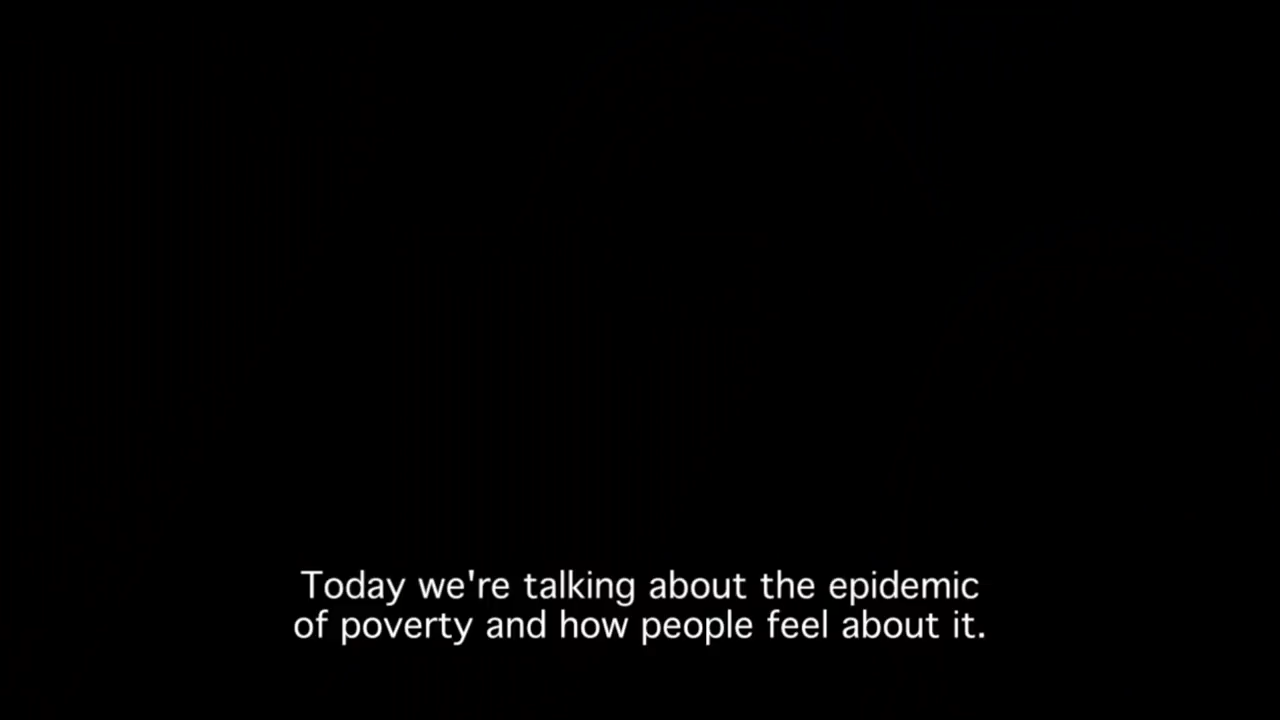 Today we're talking about the epidemic
of poverty and how people feel about it.